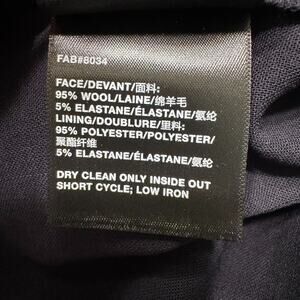 FAB#8034
FACE/DEVANT/面料:
95% WOOL/LAINE/绵羊毛
5% ELASTANE/ÉLASTANE/氨纶
LINING/DOUBLURE/里料:
95% POLYESTER/POLYESTER/
聚酯纤维
5% ELASTANE/ÉLASTANE/氨纶
DRY CLEAN ONLY INSIDE OUT
SHORT CYCLE; LOW IRON